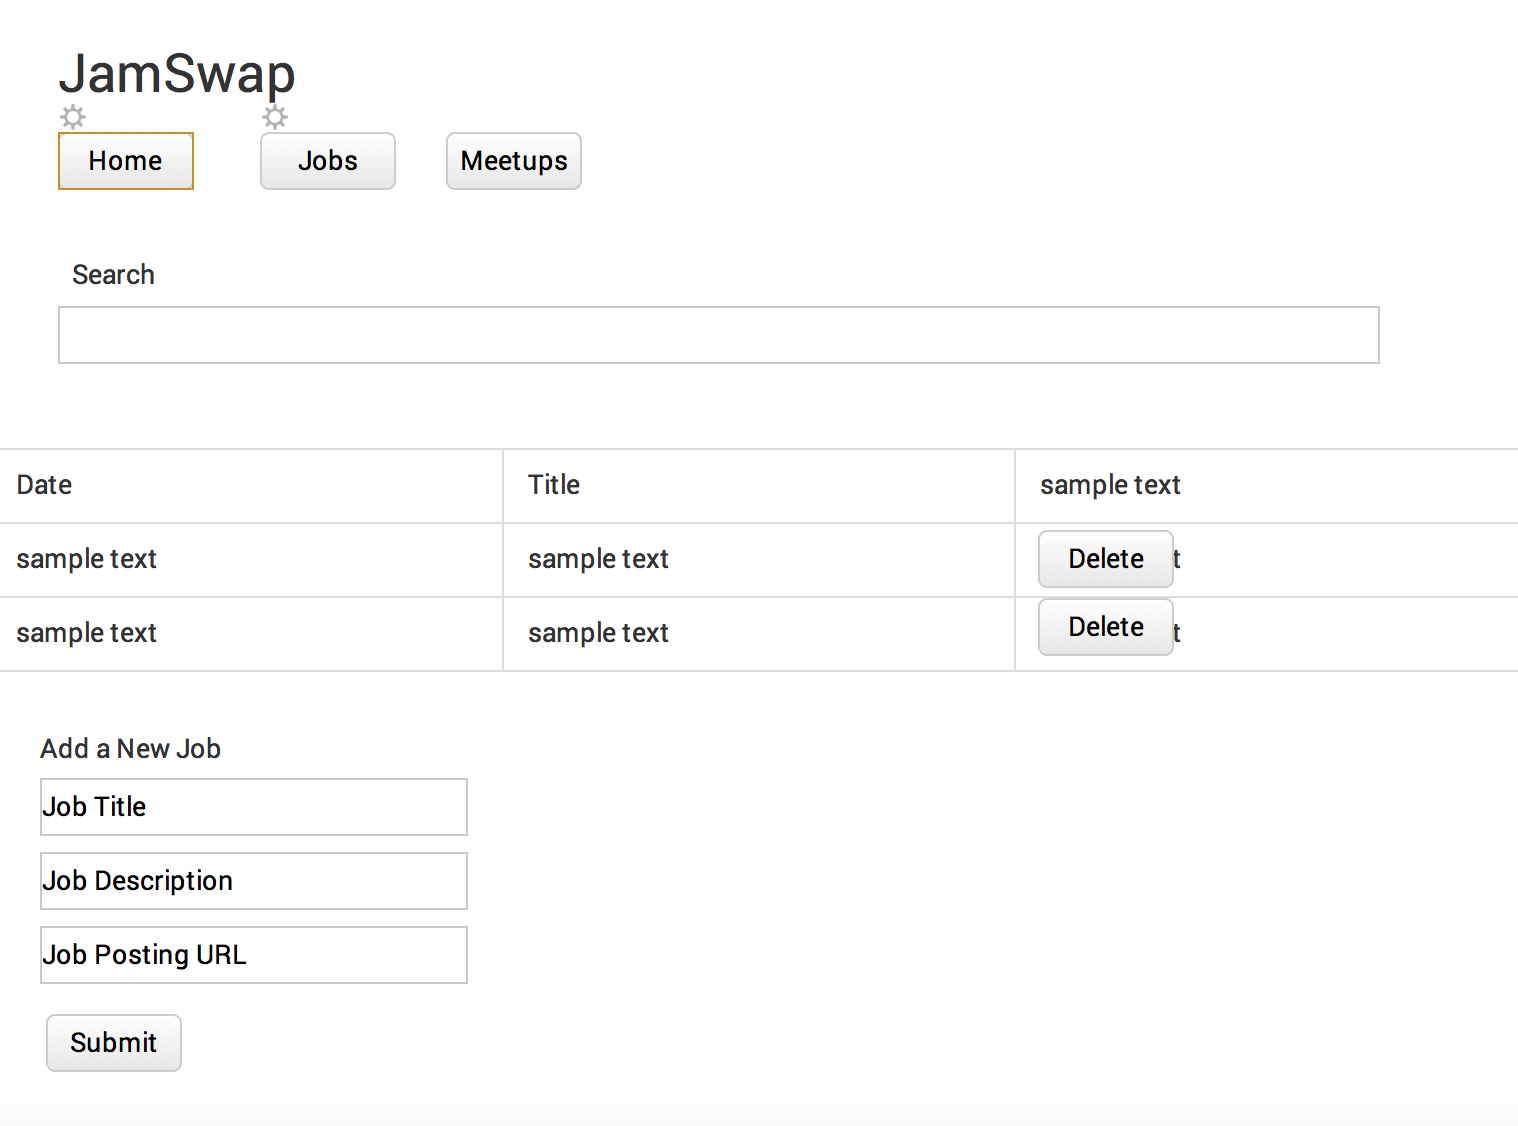 JamSwap
Home Jobs Meetups
Search
Date Title sample text
sample text sample text Delete t
sample text sample text Delete t
Add a New Job
Job Title
Job Description
Job Posting URL
Submit